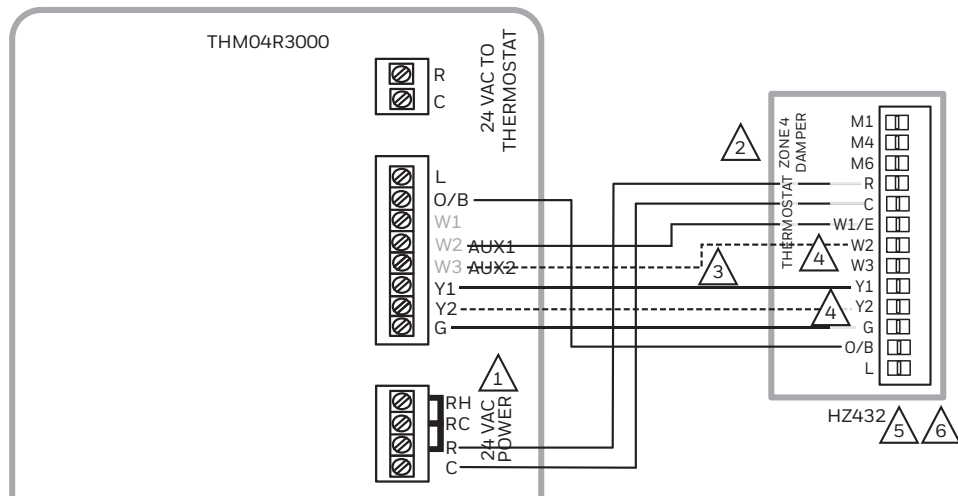 THM04R3000
R
C
24 VAC TO
THERMOSTAT
L
O/B
W1
W2 AUX1
W3 AUX2
Y1
Y2
G
1
RH
RC
R
C
24 VAC
POWER
2
3
4
4
THERMOSTAT
ZONE 4
DAMPER
M1
M4
M6
R
C
W1/E
W2
W3
Y1
Y2
G
O/B
L
HZ432
5
6